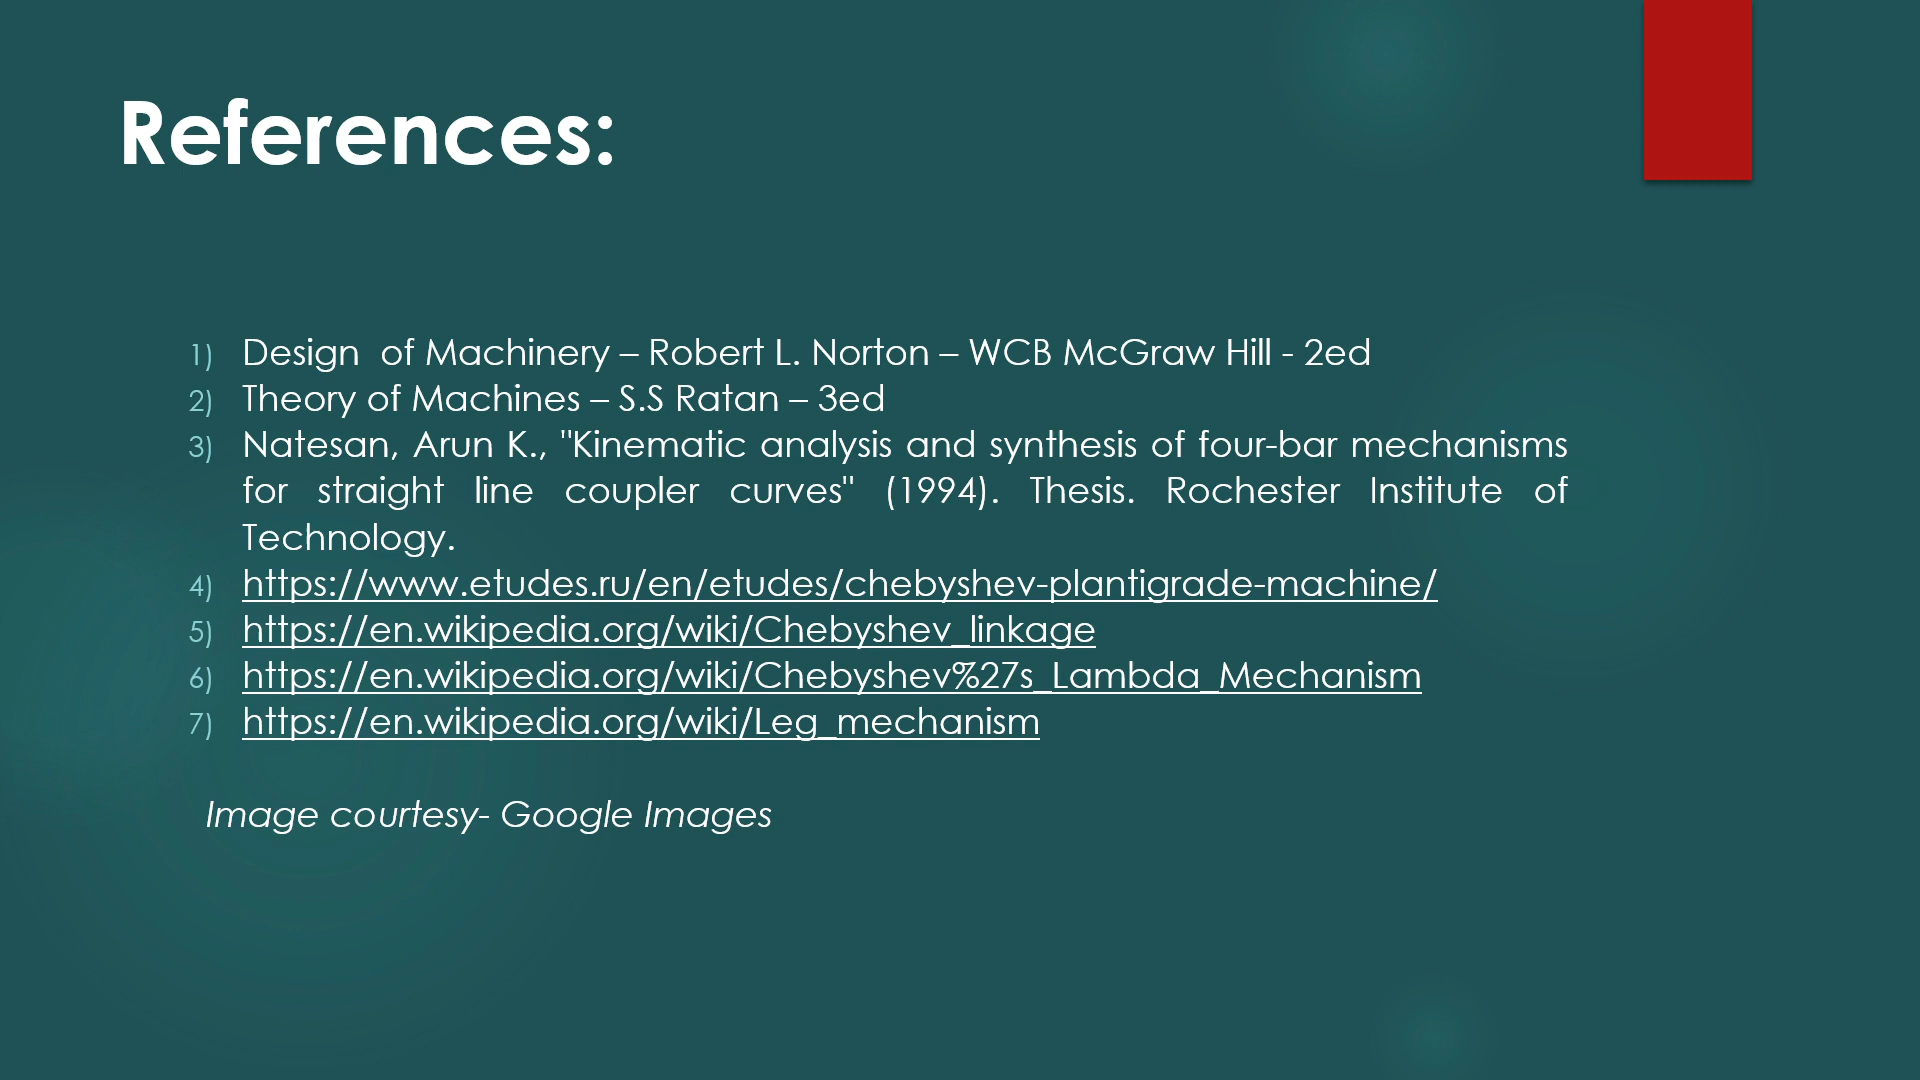 References:
1) Design  of Machinery – Robert L. Norton – WCB McGraw Hill - 2ed
2) Theory of Machines – S.S Ratan – 3ed
3) Natesan, Arun K., "Kinematic analysis and synthesis of four-bar mechanisms
for straight line coupler curves" (1994). Thesis. Rochester Institute of
Technology.
4) https://www.etudes.ru/en/etudes/chebyshev-plantigrade-machine/
5) https://en.wikipedia.org/wiki/Chebyshev_linkage
6) https://en.wikipedia.org/wiki/Chebyshev%27s_Lambda_Mechanism
7) https://en.wikipedia.org/wiki/Leg_mechanism
Image courtesy- Google Images